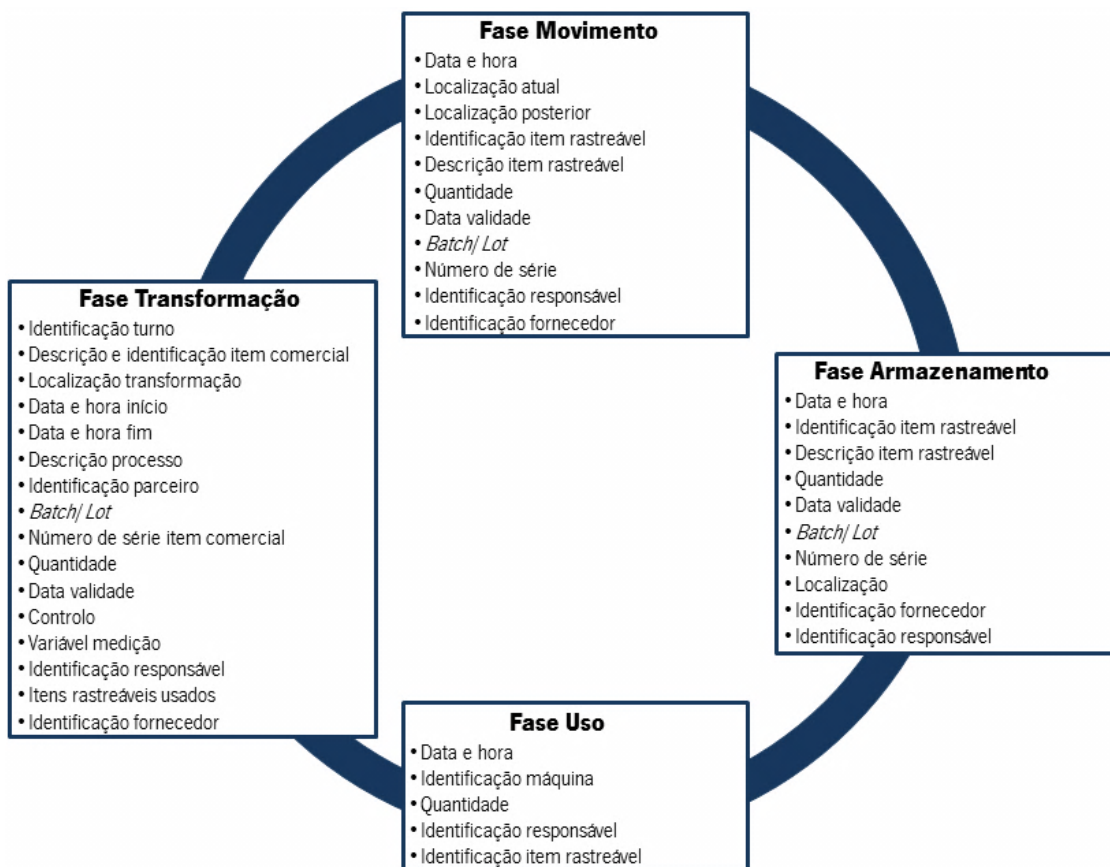 Fase Movimento
• Data e hora
• Localização atual
• Localização posterior
• Identificação item rastreável
• Descrição item rastreável
• Quantidade
• Data validade
• Batch/ Lot
• Número de série
• Identificação responsável
• Identificação fornecedor
Fase Transformação
• Identificação turno
• Descrição e identificação item comercial
• Localização transformação
• Data e hora início
• Data e hora fim
• Descrição processo
• Identificação parceiro
• Batch/ Lot
• Número de série item comercial
• Quantidade
• Data validade
• Controlo
• Variável medição
• Identificação responsável
• Itens rastreáveis usados
• Identificação fornecedor
Fase Armazenamento
• Data e hora
• Identificação item rastreável
• Descrição item rastreável
• Quantidade
• Data validade
• Batch/ Lot
• Número de série
• Localização
• Identificação fornecedor
• Identificação responsável
Fase Uso
• Data e hora
• Identificação máquina
• Quantidade
• Identificação responsável
• Identificação item rastreável